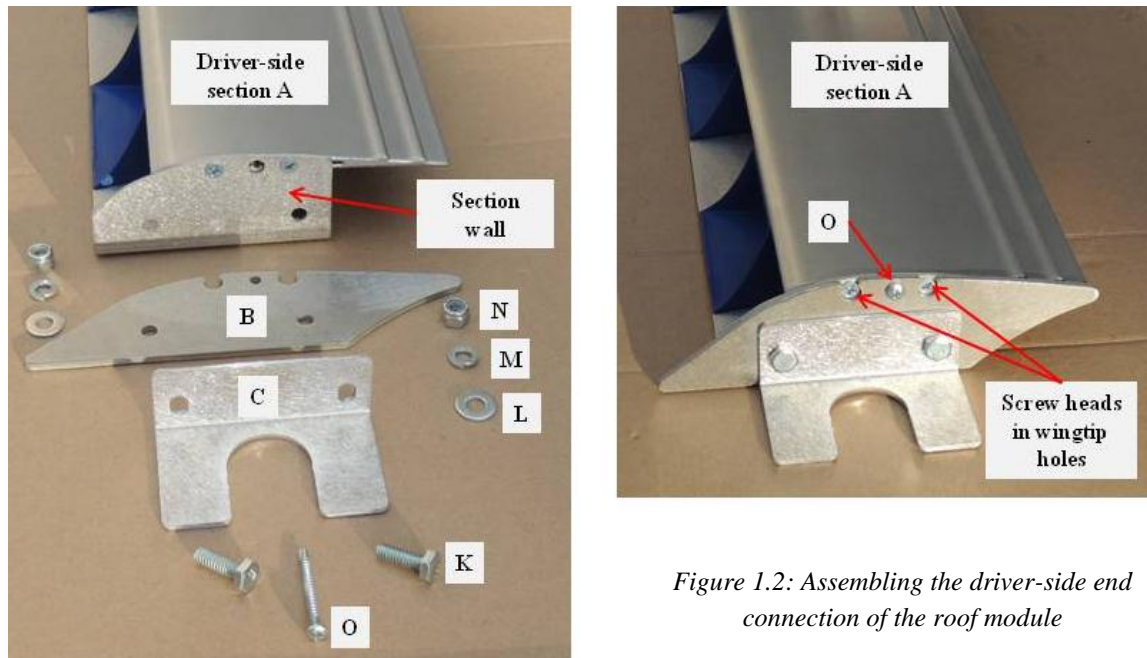 Driver-side
section A
Section
wall
B
N
M
C
L
K
O
Driver-side
section A
O
Screw heads
in wingtip
holes
Figure 1.2: Assembling the driver-side end
connection of the roof module